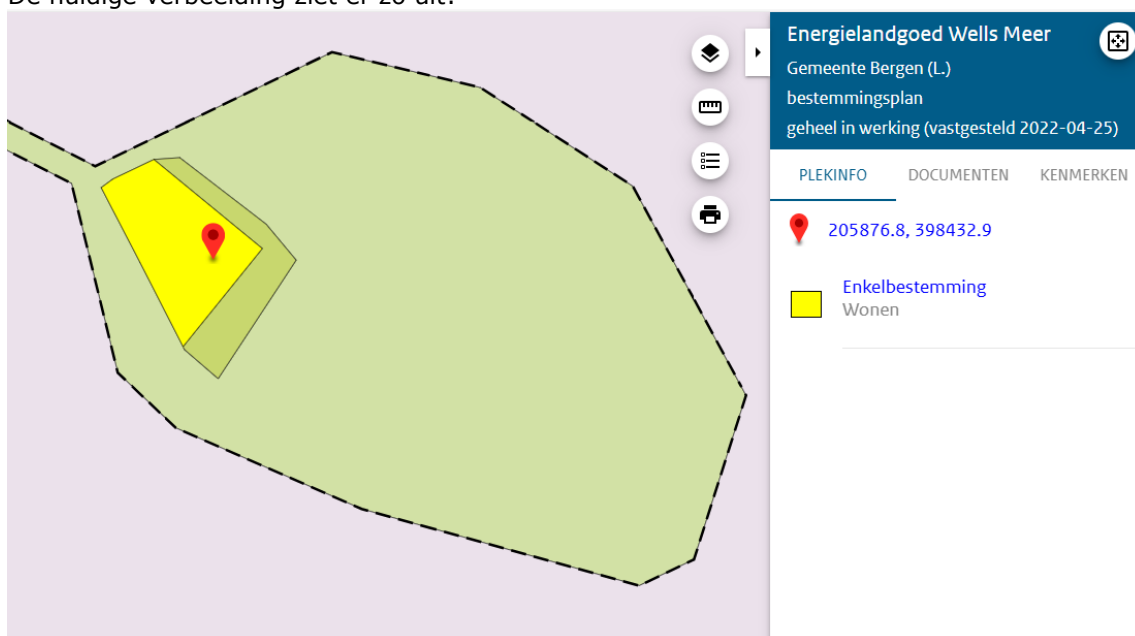 De huidige verbeelding ziet er zo uit:
Energielandgoed Wells Meer
Gemeente Bergen (L.)
bestemmingsplan
geheel in werking (vastgesteld 2022-04-25)
PLEKINFO DOCUMENTEN KENMERKEN
205876.8, 398432.9
Enkelbestemming
Wonen